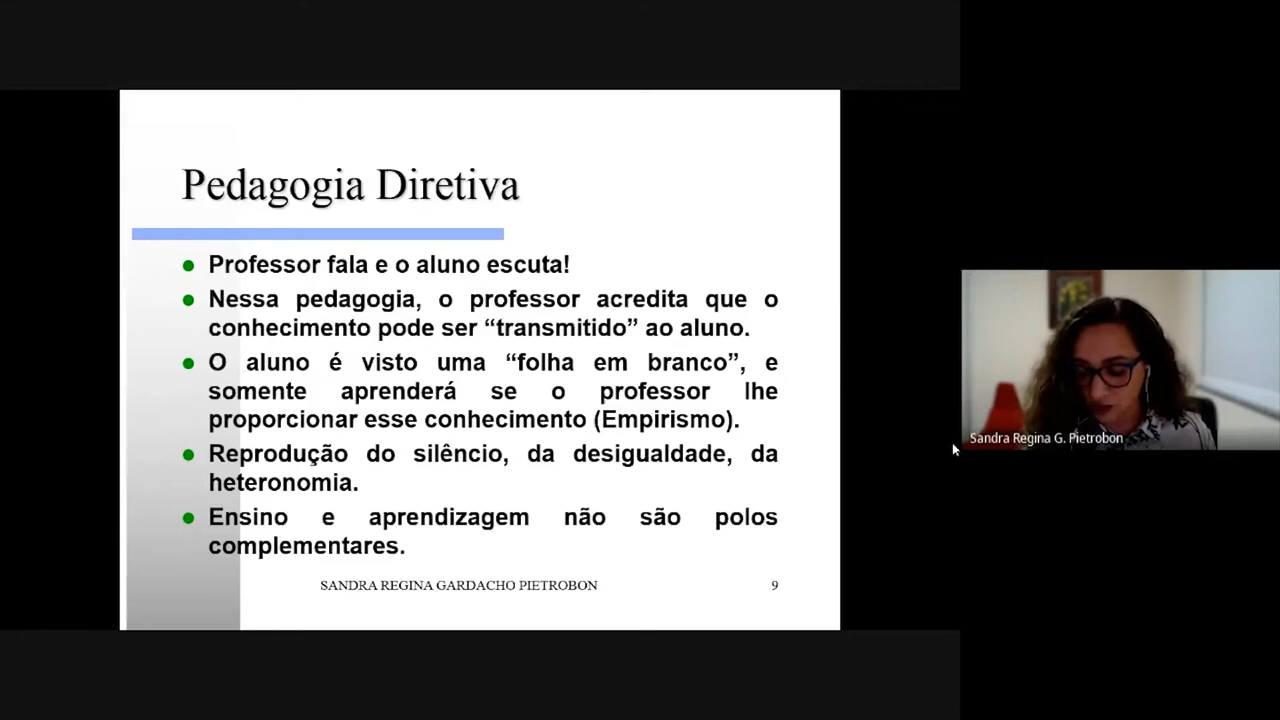 Pedagogia Diretiva
Professor fala e o aluno escuta!
Nessa pedagogia, o professor acredita que o
conhecimento pode ser “transmitido” ao aluno.
O aluno é visto uma “folha em branco”, e
somente aprenderá se o professor lhe
proporcionar esse conhecimento (Empirismo).
Reprodução do silêncio, da desigualdade, da
heteronomia.
Ensino e aprendizagem não são polos
complementares.
SANDRA REGINA GARDACHO PIETROBON
9
Sandra Regina G. Pietrobon